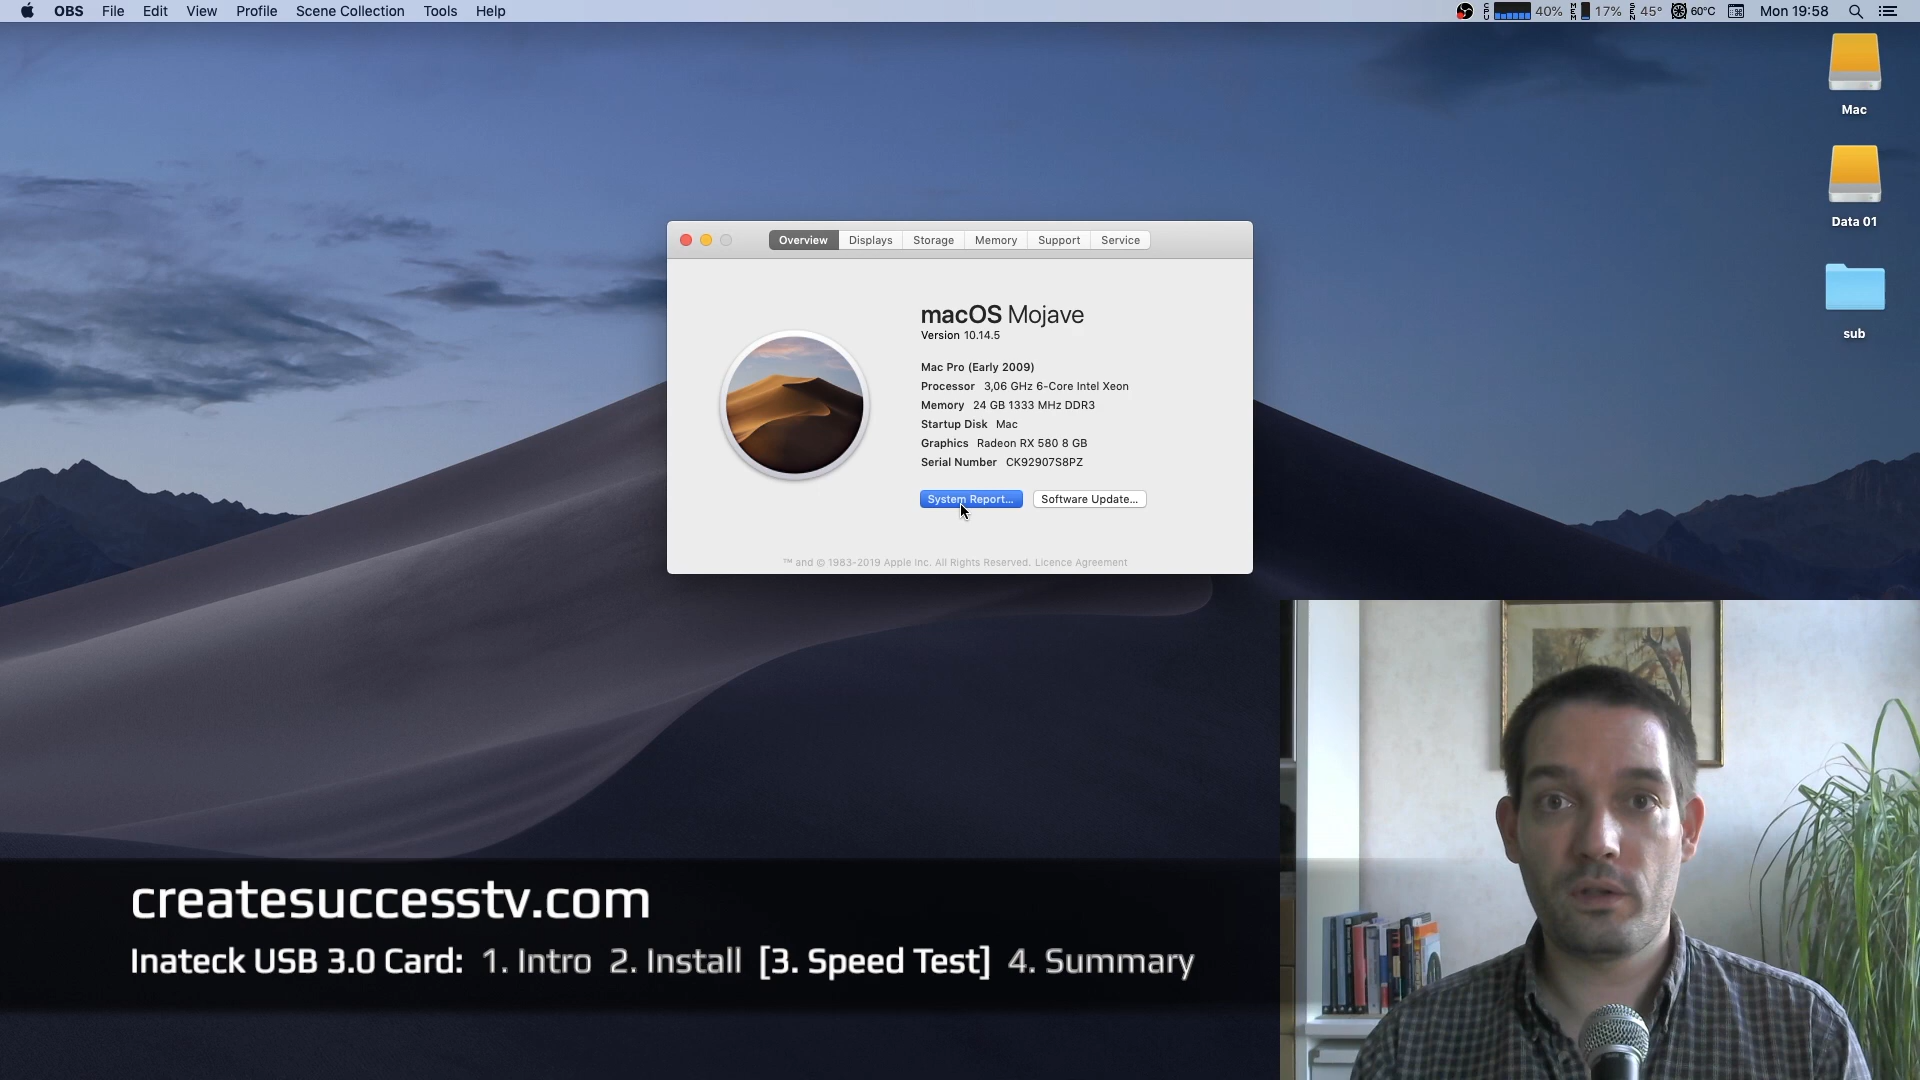 OBS File Edit View Profile Scene Collection Tools Help
CPU 40% MEM 17% SEN 45° 60°C Mon 19:58
Mac
Data 01
sub
Overview Displays Storage Memory Support Service
macOS Mojave
Version 10.14.5
Mac Pro (Early 2009)
Processor 3,06 GHz 6-Core Intel Xeon
Memory 24 GB 1333 MHz DDR3
Startup Disk Mac
Graphics Radeon RX 580 8 GB
Serial Number CK92907S8PZ
System Report... Software Update...
™ and © 1983-2019 Apple Inc. All Rights Reserved. Licence Agreement
createsuccesstv.com
Inateck USB 3.0 Card: 1. Intro 2. Install [3. Speed Test] 4. Summary